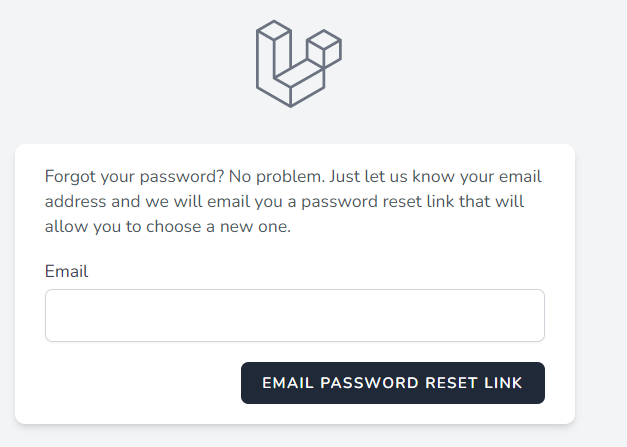 Forgot your password? No problem. Just let us know your email
address and we will email you a password reset link that will
allow you to choose a new one.
Email
EMAIL PASSWORD RESET LINK